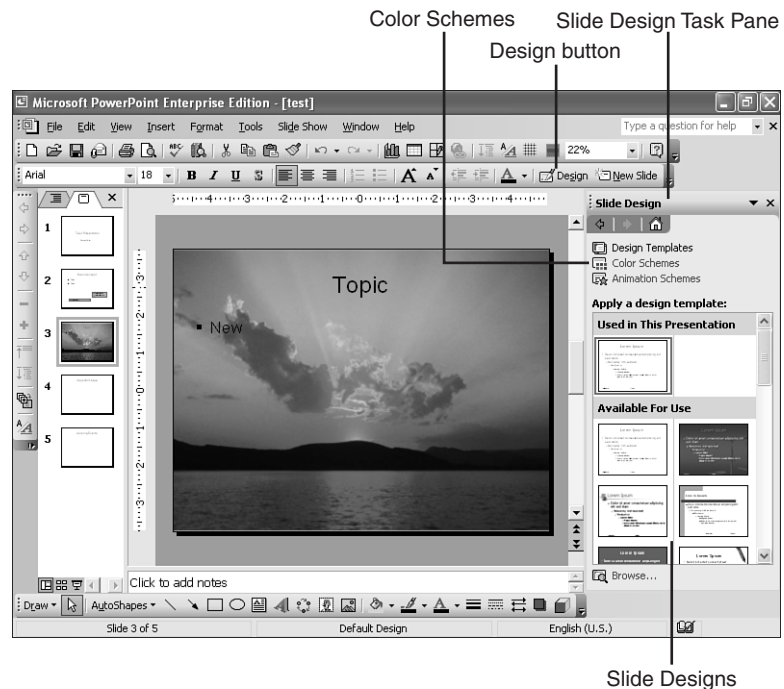 Color Schemes
Slide Design Task Pane
Design button
Microsoft PowerPoint Enterprise Edition - [test]
File Edit View Insert Format Tools Slide Show Window Help
Type a question for help
22%
Arial 18 B I U S A A A Design New Slide
Slide Design
1
2
3
4
5
Topic
New
Design Templates
Color Schemes
Animation Schemes
Apply a design template:
Used in This Presentation
Available For Use
Browse...
Click to add notes
Draw AutoShapes
Slide 3 of 5 Default Design English (U.S.)
Slide Designs